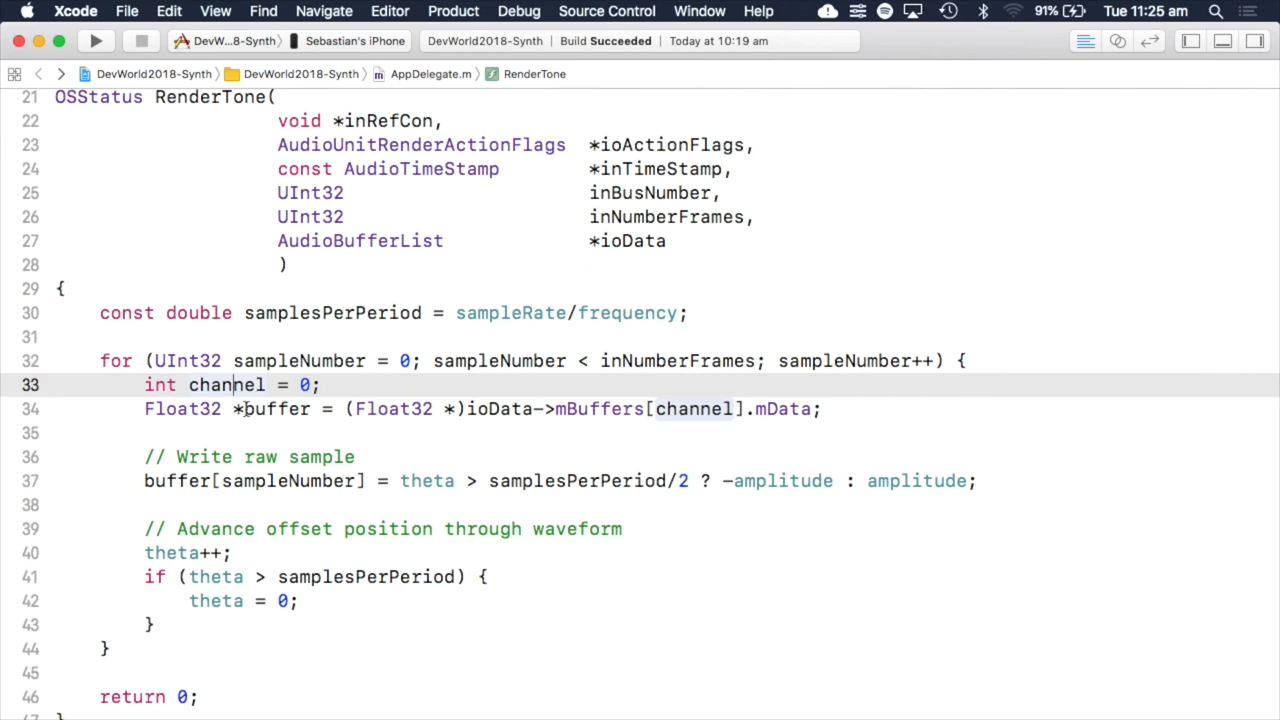 Xcode File Edit View Find Navigate Editor Product Debug Source Control Window Help 91% Tue 11:25 am
DevW...8-Synth Sebastian's iPhone DevWorld2018-Synth Build Succeeded Today at 10:19 am
DevWorld2018-Synth DevWorld2018-Synth AppDelegate.m RenderTone
21 OSStatus RenderTone(
22 void *inRefCon,
23 AudioUnitRenderActionFlags *ioActionFlags,
24 const AudioTimeStamp *inTimeStamp,
25 UInt32 inBusNumber,
26 UInt32 inNumberFrames,
27 AudioBufferList *ioData
28 )
29 {
30 const double samplesPerPeriod = sampleRate/frequency;
31
32 for (UInt32 sampleNumber = 0; sampleNumber < inNumberFrames; sampleNumber++) {
33 int channel = 0;
34 Float32 *buffer = (Float32 *)ioData->mBuffers[channel].mData;
35
36 // Write raw sample
37 buffer[sampleNumber] = theta > samplesPerPeriod/2 ? -amplitude : amplitude;
38
39 // Advance offset position through waveform
40 theta++;
41 if (theta > samplesPerPeriod) {
42 theta = 0;
43 }
44 }
45
46 return 0;
47 }